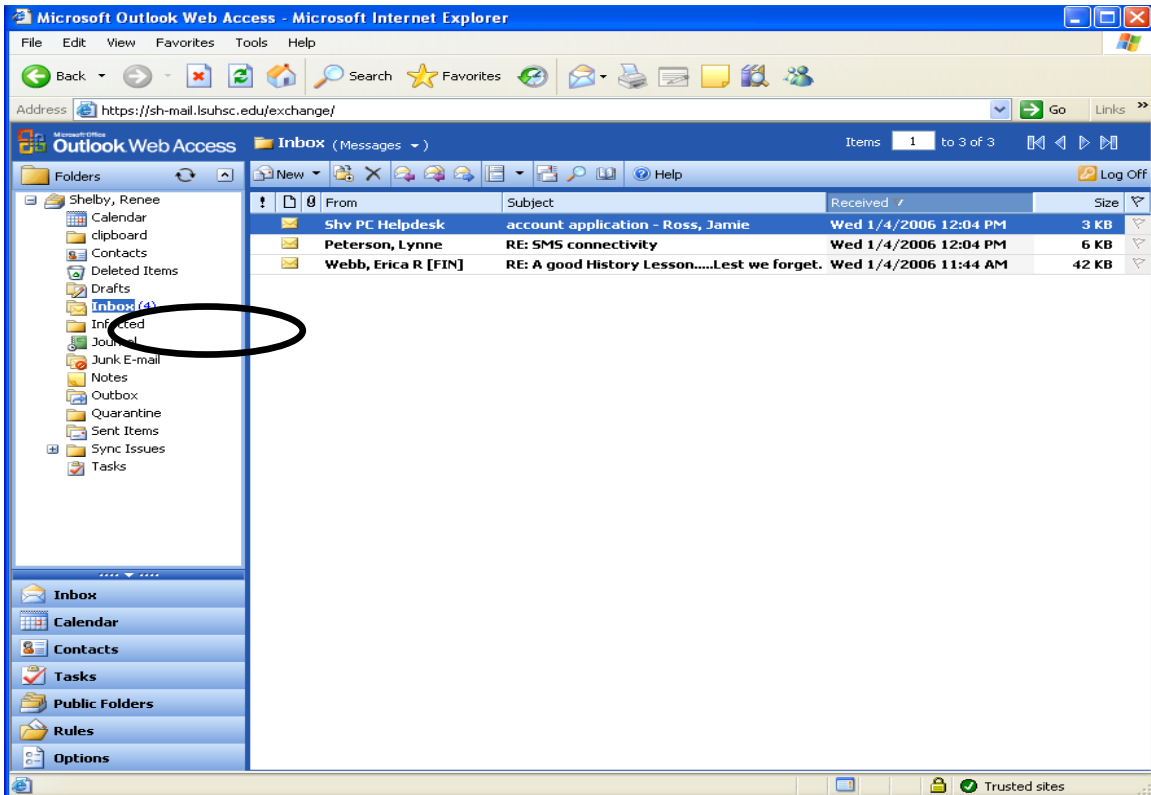 Microsoft Outlook Web Access - Microsoft Internet Explorer
File Edit View Favorites Tools Help
Back Search Favorites
Address https://sh-mail.lsuhsc.edu/exchange/ Go Links »
Microsoft Office
Outlook Web Access Inbox (Messages ) Items 1 to 3 of 3
Folders New Help Log Off
Shelby, Renee
Calendar
clipboard
Contacts
Deleted Items
Drafts
Inbox (4)
Infected
Journal
Junk E-mail
Notes
Outbox
Quarantine
Sent Items
Sync Issues
Tasks
! From Subject Received Size
Shv PC Helpdesk account application - Ross, Jamie Wed 1/4/2006 12:04 PM 3 KB
Peterson, Lynne RE: SMS connectivity Wed 1/4/2006 12:04 PM 6 KB
Webb, Erica R [FIN] RE: A good History Lesson.....Lest we forget. Wed 1/4/2006 11:44 AM 42 KB
Inbox
Calendar
Contacts
Tasks
Public Folders
Rules
Options
Trusted sites